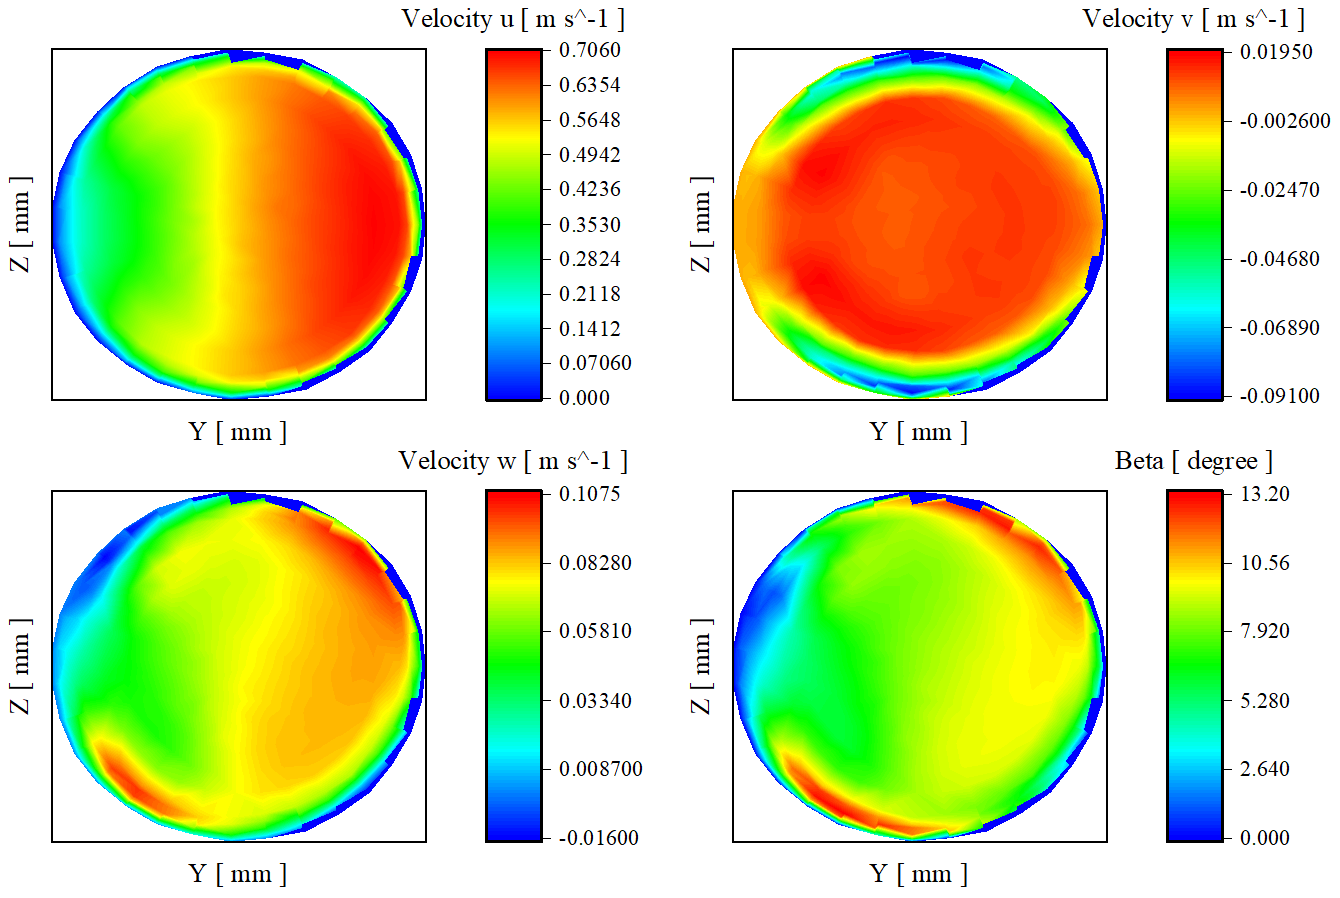 Velocity u [ m s^-1 ]
0.7060
0.6354
0.5648
0.4942
0.4236
0.3530
0.2824
0.2118
0.1412
0.07060
0.000
Z [ mm ]
Y [ mm ]
Velocity v [ m s^-1 ]
0.01950
-0.002600
-0.02470
-0.04680
-0.06890
-0.09100
Z [ mm ]
Y [ mm ]
Velocity w [ m s^-1 ]
0.1075
0.08280
0.05810
0.03340
0.008700
-0.01600
Z [ mm ]
Y [ mm ]
Beta [ degree ]
13.20
10.56
7.920
5.280
2.640
0.000
Z [ mm ]
Y [ mm ]